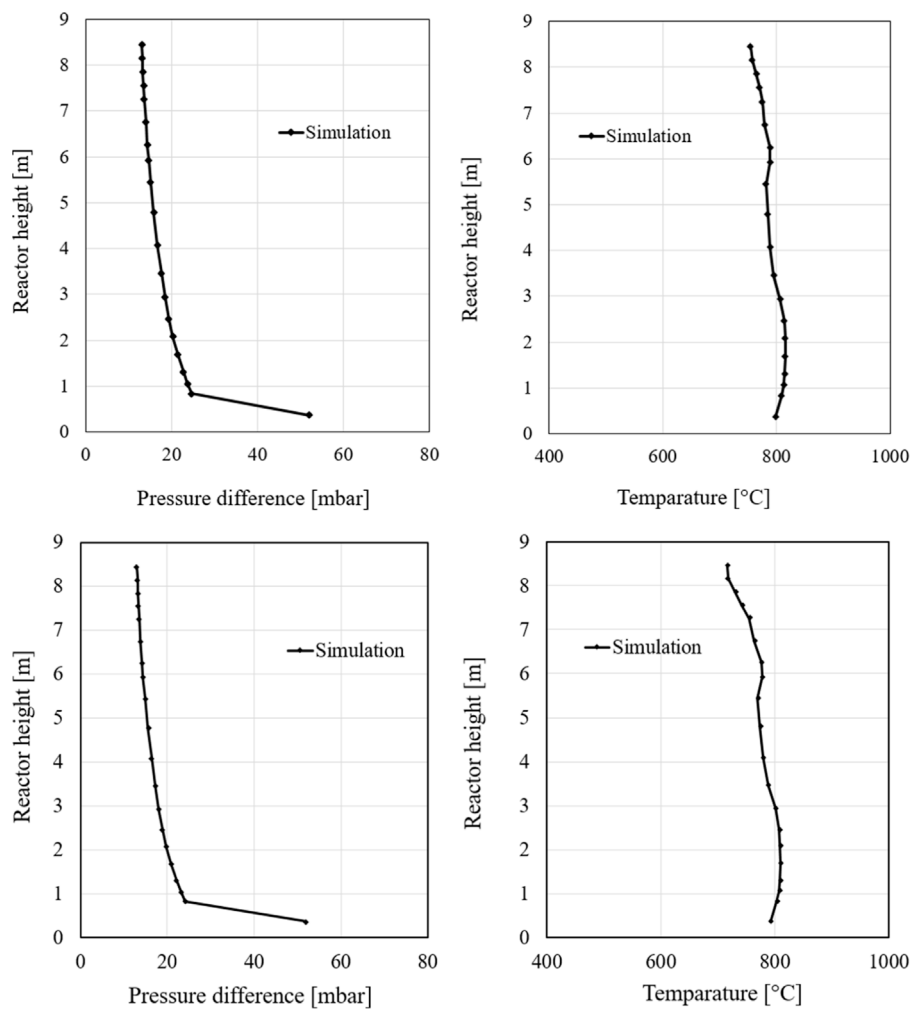 9
8
7
6
5
4
3
2
1
0
Reactor height [m]
Simulation
0 20 40 60 80
Pressure difference [mbar]
9
8
7
6
5
4
3
2
1
0
Reactor height [m]
Simulation
400 600 800 1000
Temparature [°C]
9
8
7
6
5
4
3
2
1
0
Reactor height [m]
Simulation
0 20 40 60 80
Pressure difference [mbar]
9
8
7
6
5
4
3
2
1
0
Reactor height [m]
Simulation
400 600 800 1000
Temparature [°C]